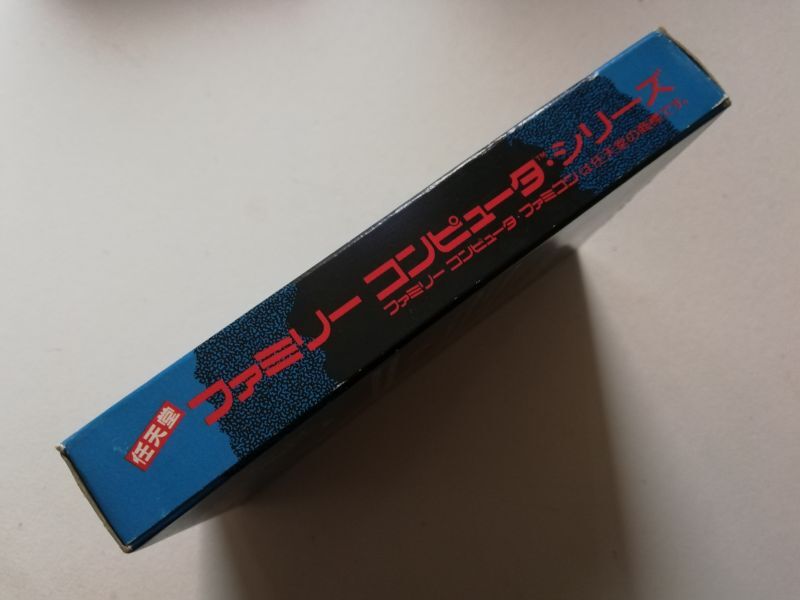 任天堂
ファミリー コンピュータ™・シリーズ
ファミリー コンピュータ・ファミコンは任天堂の商標です。